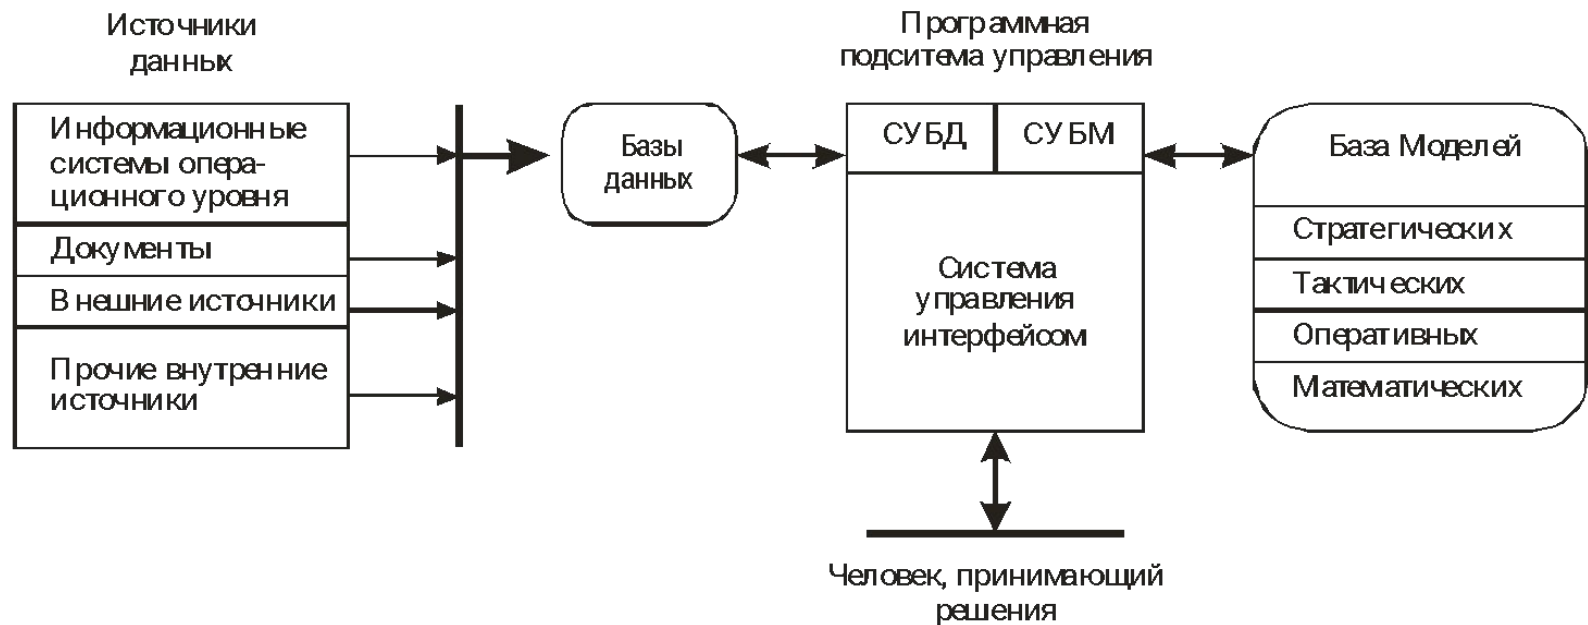 Источники
данных
Информационные
системы опера-
ционного уровня
Документы
Внешние источники
Прочие внутренние
источники
Базы
данных
Программная
подситема управления
СУБД
СУБМ
Система
управления
интерфейсом
База Моделей
Стратегических
Тактических
Оперативных
Математических
Человек, принимающий
решения